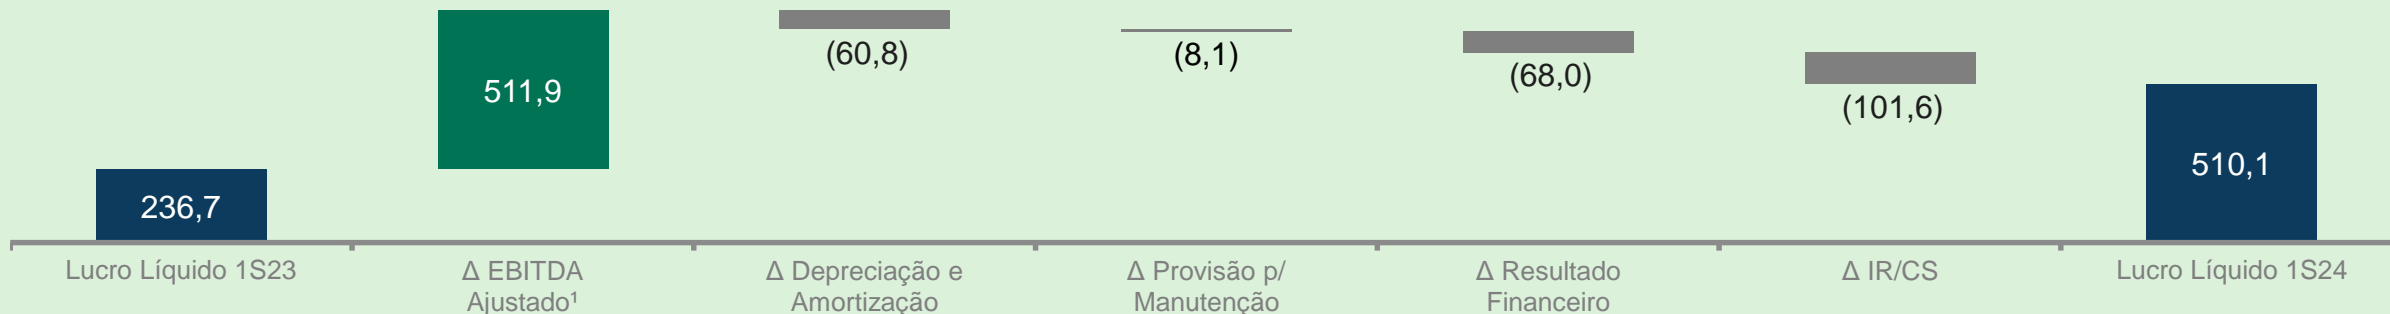 (60,8)
(8,1)
(68,0)
511,9
(101,6)
510,1
236,7
Lucro Líquido 1S23
Δ EBITDA
Ajustado¹
Δ Depreciação e
Amortização
Δ Provisão p/
Manutenção
Δ Resultado
Financeiro
Δ IR/CS
Lucro Líquido 1S24